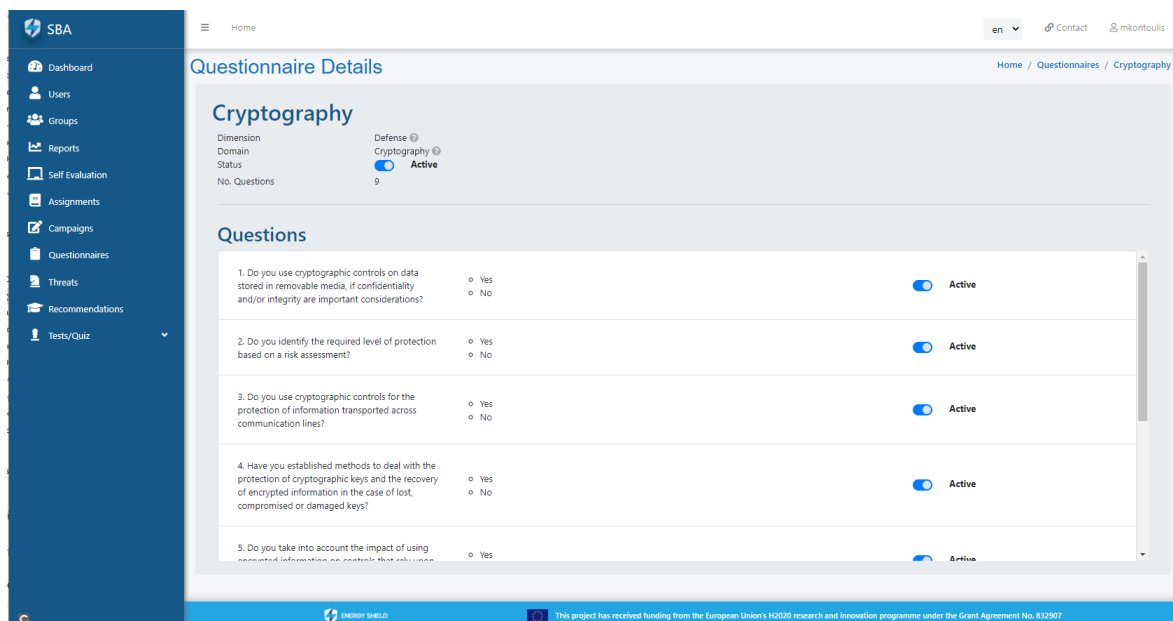 SBA
Home
en
Contact
mkontoulis
Dashboard
Users
Groups
Reports
Self Evaluation
Assignments
Campaigns
Questionnaires
Threats
Recommendations
Tests/Quiz
Questionnaire Details
Home / Questionnaires / Cryptography
Cryptography
Dimension Defense
Domain Cryptography
Status Active
No. Questions 9
Questions
1. Do you use cryptographic controls on data
stored in removable media, if confidentiality
and/or integrity are important considerations?
Yes
No
Active
2. Do you identify the required level of protection
based on a risk assessment?
Yes
No
Active
3. Do you use cryptographic controls for the
protection of information transported across
communication lines?
Yes
No
Active
4. Have you established methods to deal with the
protection of cryptographic keys and the recovery
of encrypted information in the case of lost,
compromised or damaged keys?
Yes
No
Active
5. Do you take into account the impact of using
encrypted information on controls that rely upon
Yes
Active
ENERGY SHIELD
This project has received funding from the European Union's H2020 research and innovation programme under the Grant Agreement No. 832907